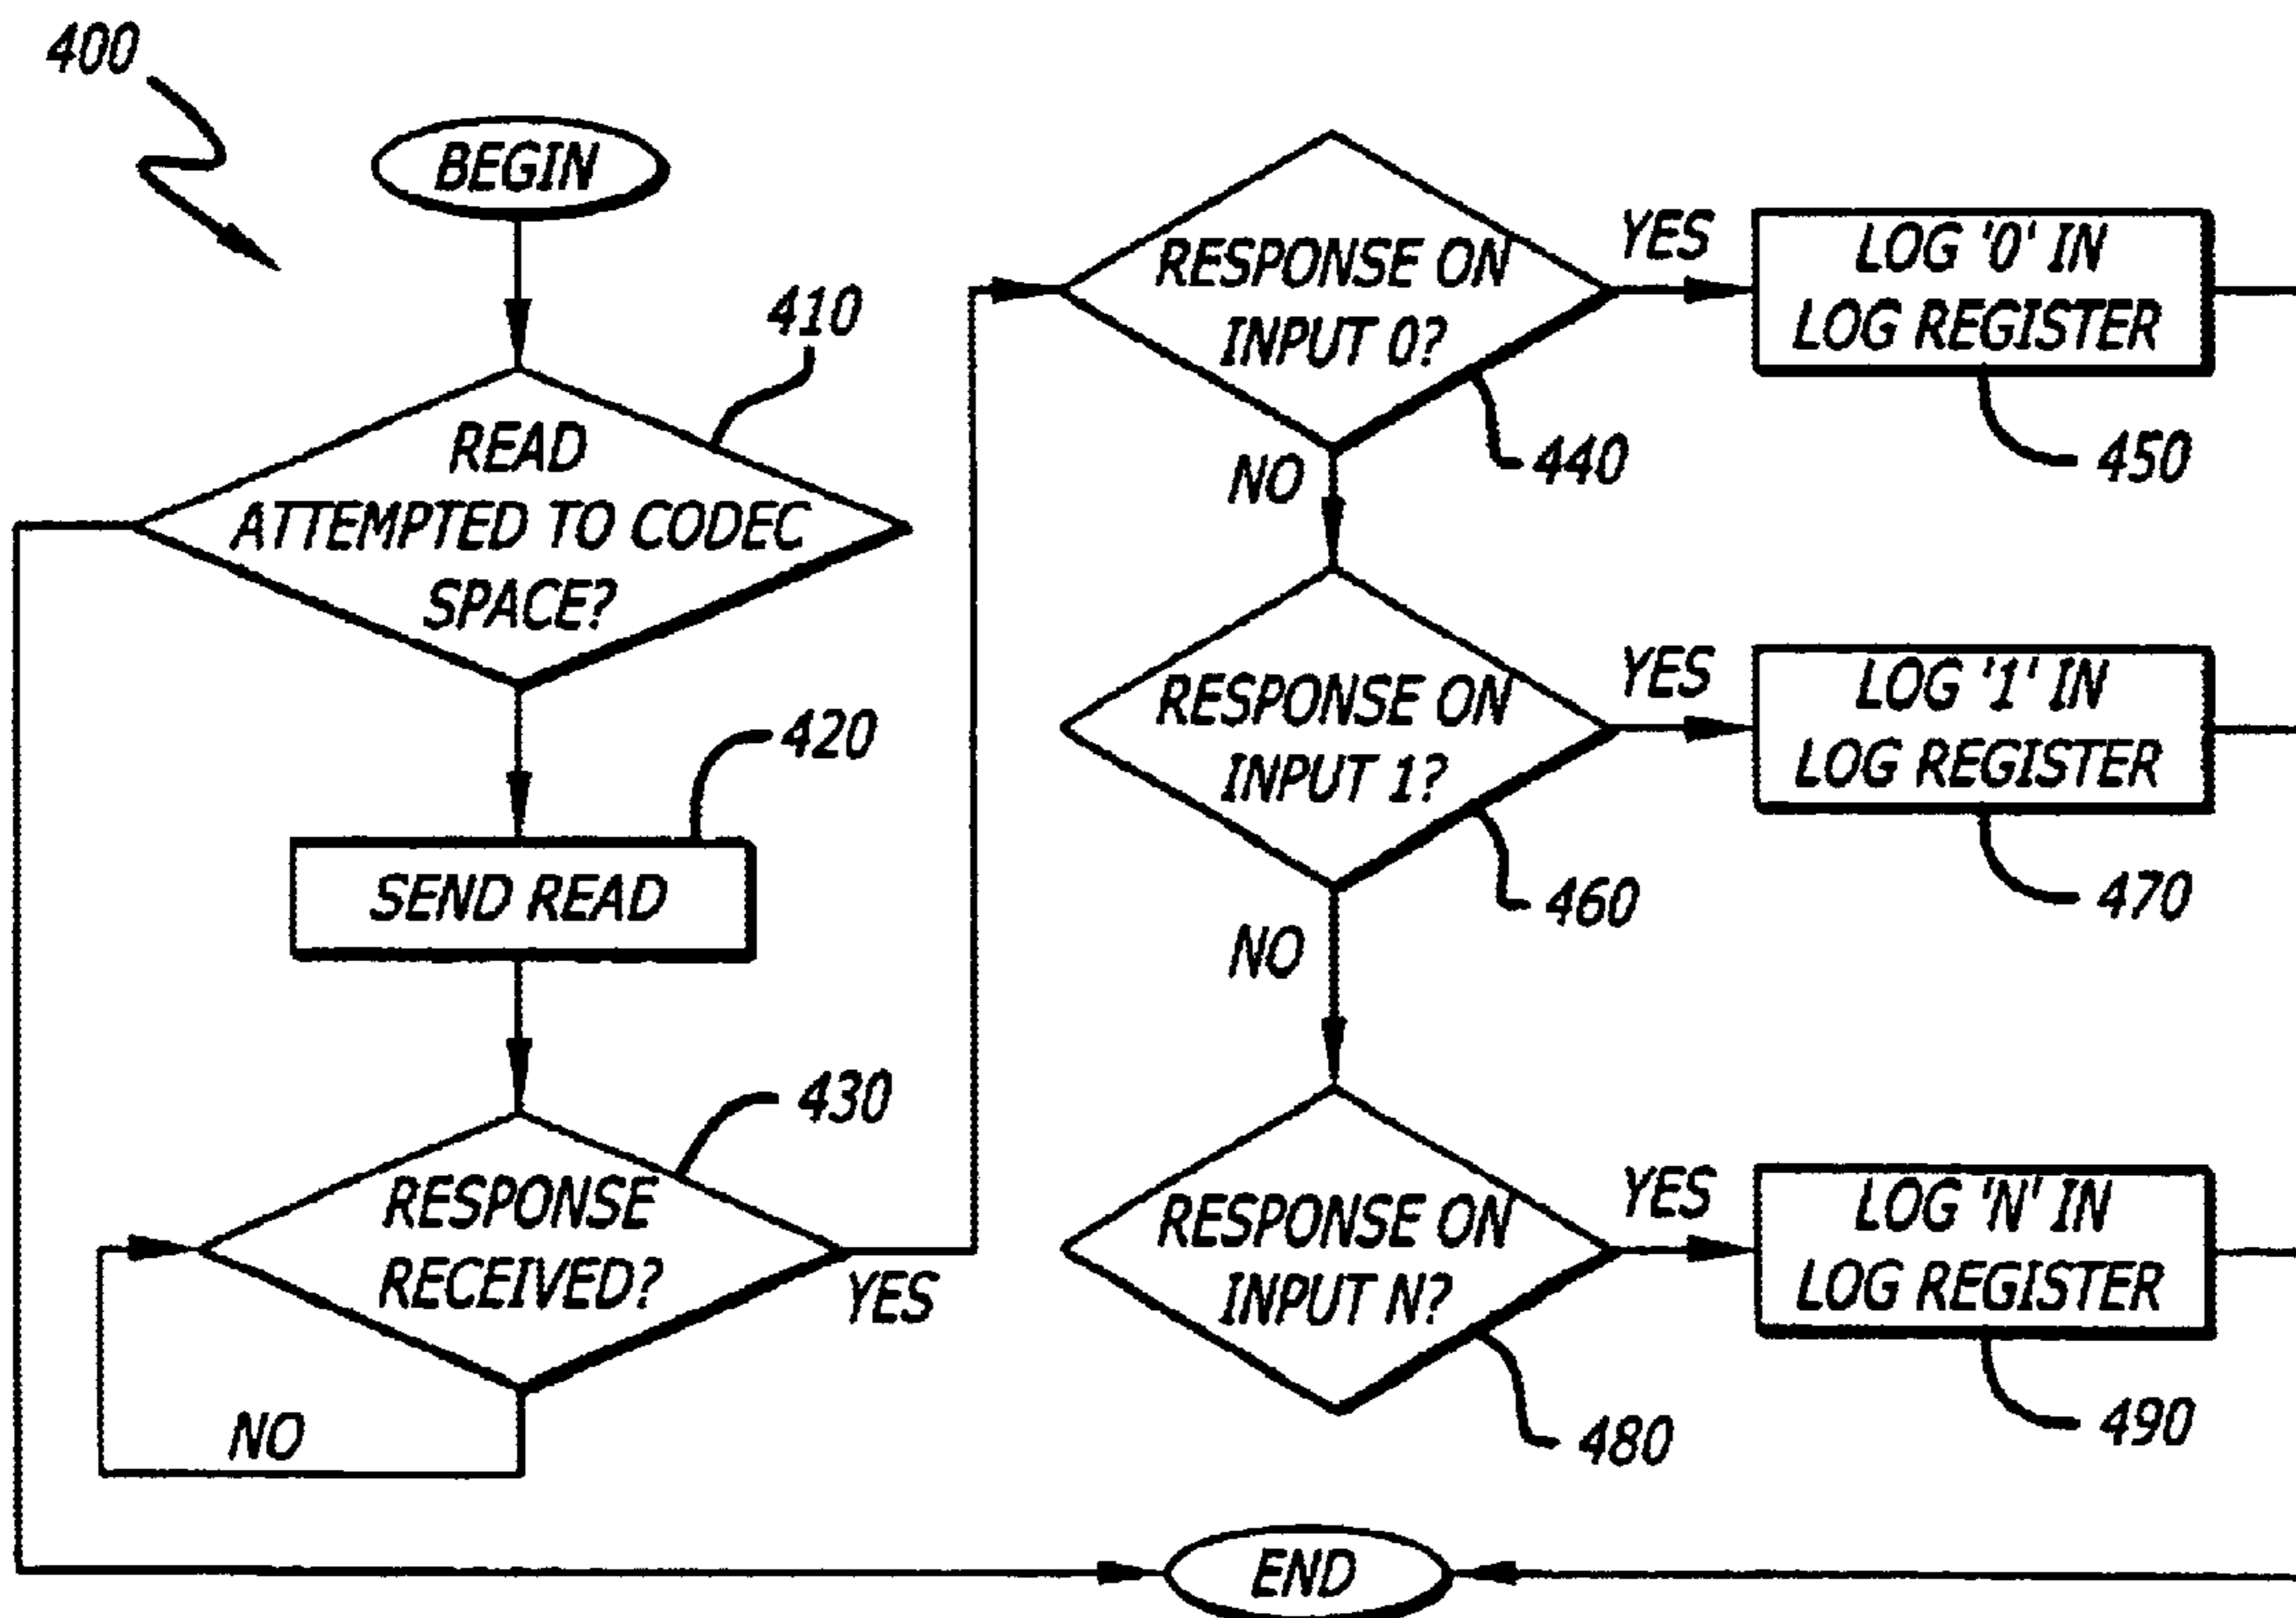 400
BEGIN
410
READ
ATTEMPTED TO CODEC
SPACE?
420
SEND READ
430
RESPONSE
RECEIVED?
YES
NO
RESPONSE ON
INPUT 0?
YES
440
NO
LOG '0' IN
LOG REGISTER
450
RESPONSE ON
INPUT 1?
YES
460
NO
LOG '1' IN
LOG REGISTER
470
RESPONSE ON
INPUT N?
YES
480
LOG 'N' IN
LOG REGISTER
490
END